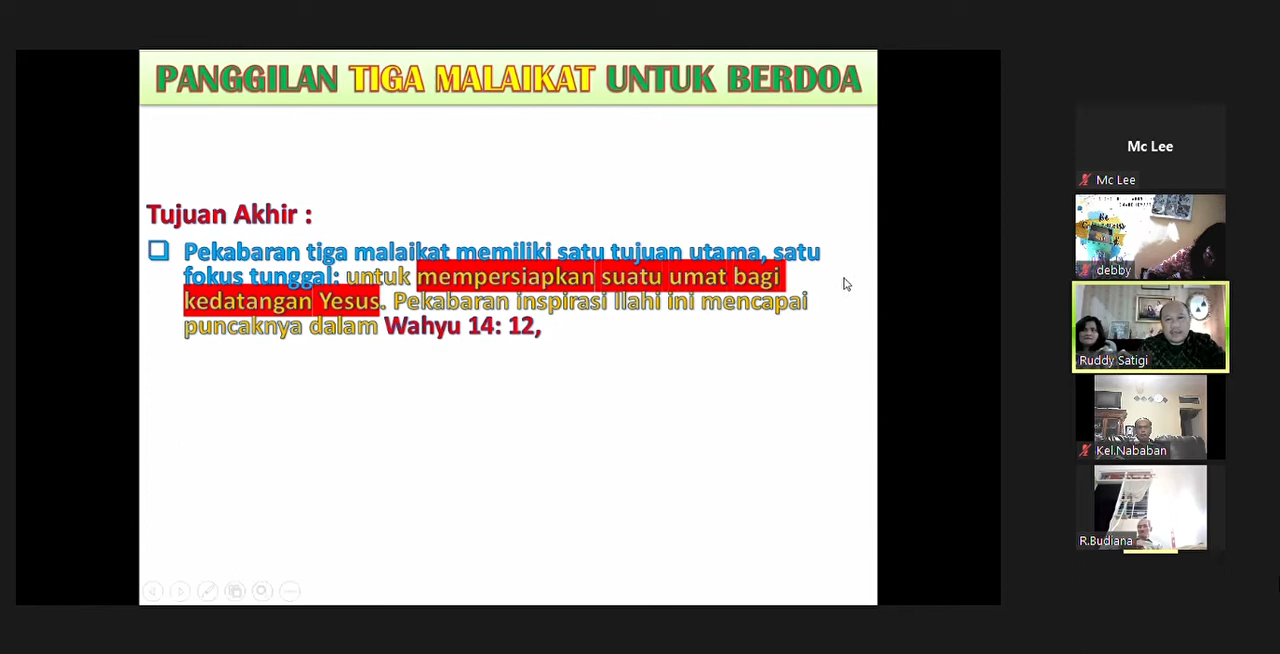 PANGGILAN TIGA MALAIKAT UNTUK BERDOA
Tujuan Akhir :
Pekabaran tiga malaikat memiliki satu tujuan utama, satu
fokus tunggal: untuk mempersiapkan suatu umat bagi
kedatangan Yesus. Pekabaran inspirasi Ilahi ini mencapai
puncaknya dalam Wahyu 14: 12,
Mc Lee
Mc Lee
debby
Ruddy Satigi
Kel.Nababan
R.Budiana